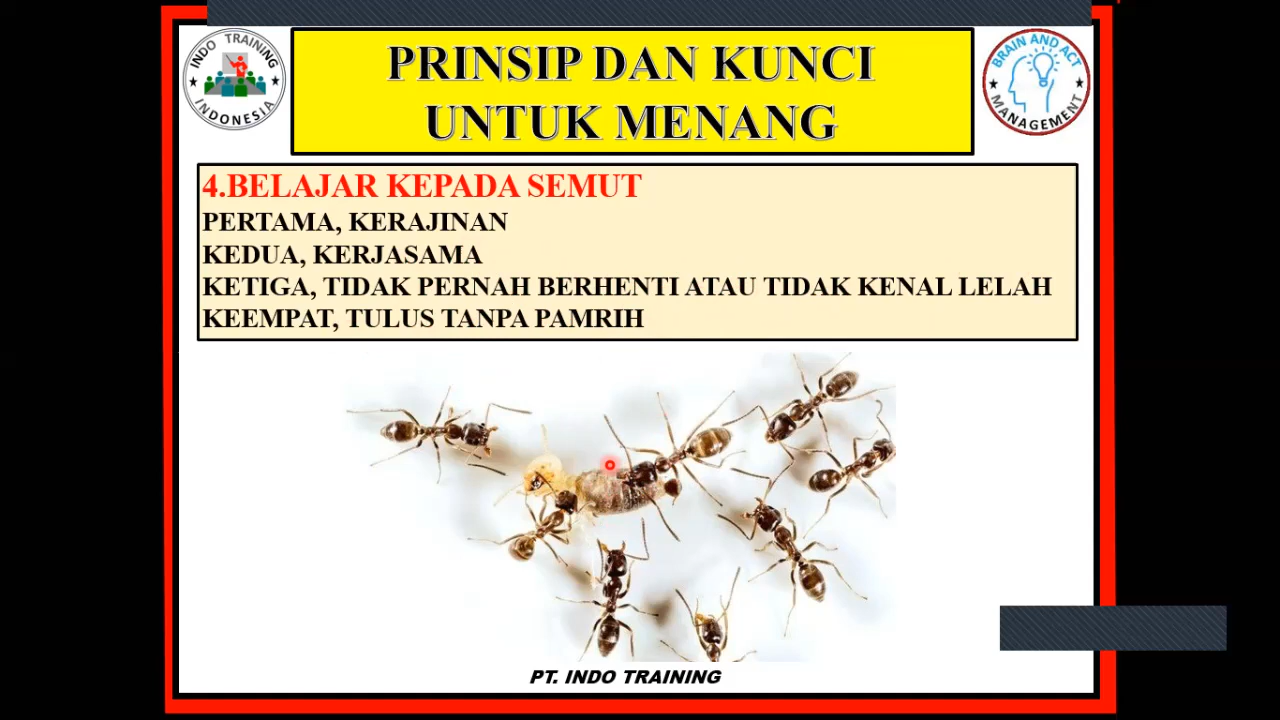 INDO TRAINING
INDONESIA
PRINSIP DAN KUNCI
UNTUK MENANG
BRAIN AND ACT
MANAGEMENT
4.BELAJAR KEPADA SEMUT
PERTAMA, KERAJINAN
KEDUA, KERJASAMA
KETIGA, TIDAK PERNAH BERHENTI ATAU TIDAK KENAL LELAH
KEEMPAT, TULUS TANPA PAMRIH
PT. INDO TRAINING